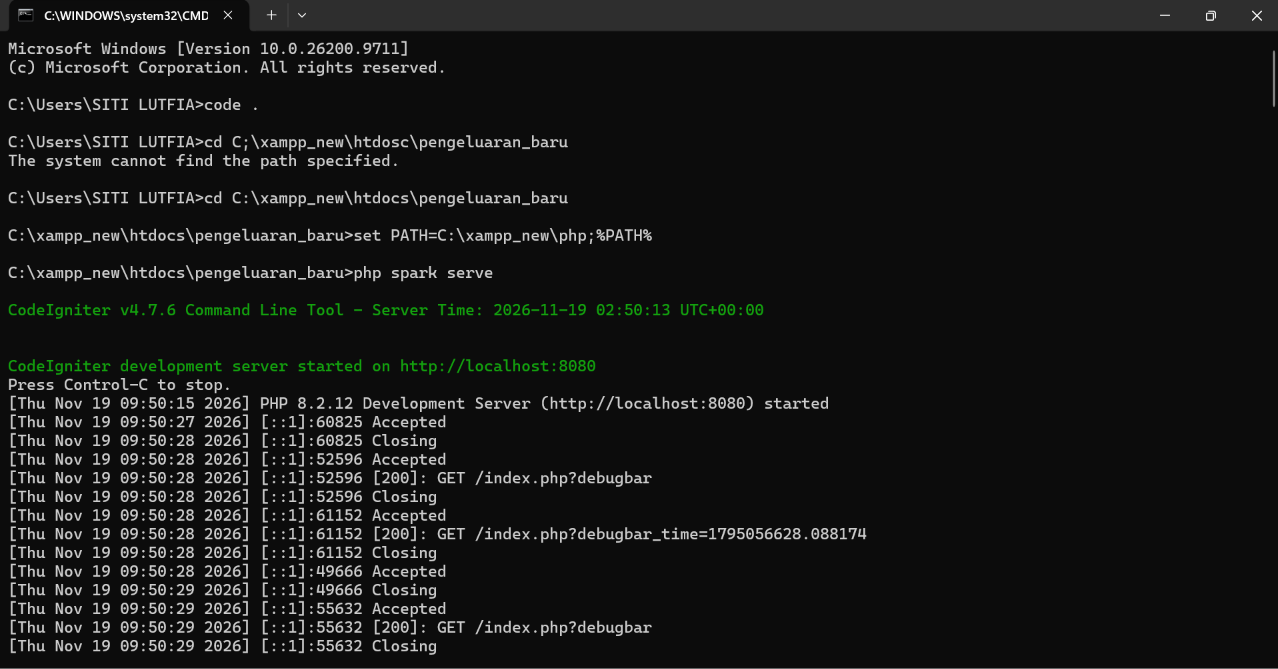 C:\WINDOWS\system32\CMD
Microsoft Windows [Version 10.0.26200.9711]
(c) Microsoft Corporation. All rights reserved.
C:\Users\SITI LUTFIA>code .
C:\Users\SITI LUTFIA>cd C;\xampp_new\htdosc\pengeluaran_baru
The system cannot find the path specified.
C:\Users\SITI LUTFIA>cd C:\xampp_new\htdocs\pengeluaran_baru
C:\xampp_new\htdocs\pengeluaran_baru>set PATH=C:\xampp_new\php;%PATH%
C:\xampp_new\htdocs\pengeluaran_baru>php spark serve
CodeIgniter v4.7.6 Command Line Tool - Server Time: 2026-11-19 02:50:13 UTC+00:00
CodeIgniter development server started on http://localhost:8080
Press Control-C to stop.
[Thu Nov 19 09:50:15 2026] PHP 8.2.12 Development Server (http://localhost:8080) started
[Thu Nov 19 09:50:27 2026] [::1]:60825 Accepted
[Thu Nov 19 09:50:28 2026] [::1]:60825 Closing
[Thu Nov 19 09:50:28 2026] [::1]:52596 Accepted
[Thu Nov 19 09:50:28 2026] [::1]:52596 [200]: GET /index.php?debugbar
[Thu Nov 19 09:50:28 2026] [::1]:52596 Closing
[Thu Nov 19 09:50:28 2026] [::1]:61152 Accepted
[Thu Nov 19 09:50:28 2026] [::1]:61152 [200]: GET /index.php?debugbar_time=1795056628.088174
[Thu Nov 19 09:50:28 2026] [::1]:61152 Closing
[Thu Nov 19 09:50:28 2026] [::1]:49666 Accepted
[Thu Nov 19 09:50:29 2026] [::1]:49666 Closing
[Thu Nov 19 09:50:29 2026] [::1]:55632 Accepted
[Thu Nov 19 09:50:29 2026] [::1]:55632 [200]: GET /index.php?debugbar
[Thu Nov 19 09:50:29 2026] [::1]:55632 Closing